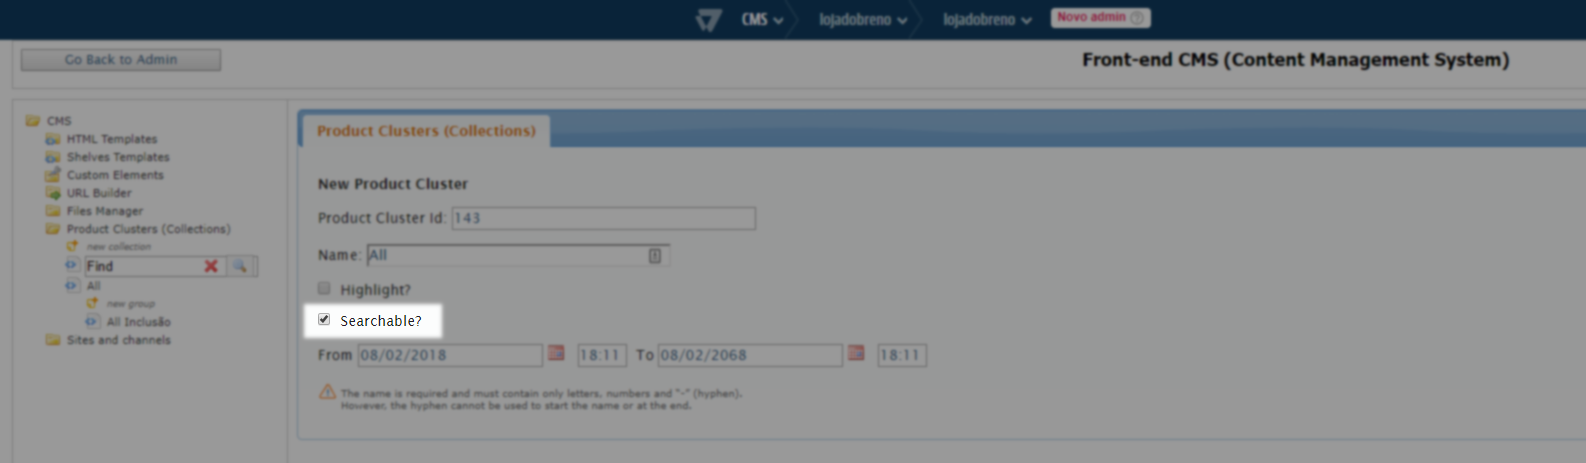 CMS lojadobreno lojadobreno Novo admin ?
Go Back to Admin
Front-end CMS (Content Management System)
CMS
HTML Templates
Shelves Templates
Custom Elements
URL Builder
Files Manager
Product Clusters (Collections)
new collection
Find
All
new group
All Inclusão
Sites and channels
Product Clusters (Collections)
New Product Cluster
Product Cluster Id: 143
Name: All
Highlight?
Searchable?
From 08/02/2018 18:11 To 08/02/2068 18:11
The name is required and must contain only letters, numbers and "-" (hyphen).
However, the hyphen cannot be used to start the name or at the end.